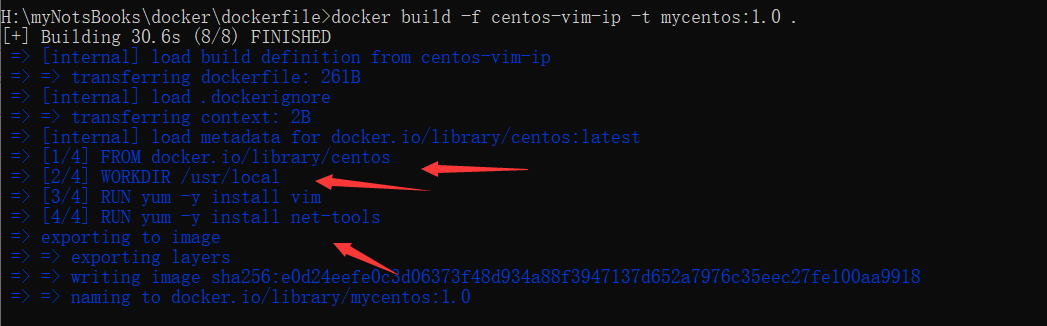 H:\myNotsBooks\docker\dockerfile>docker build -f centos-vim-ip -t mycentos:1.0 .
[+] Building 30.6s (8/8) FINISHED
=> [internal] load build definition from centos-vim-ip
=> => transferring dockerfile: 261B
=> [internal] load .dockerignore
=> => transferring context: 2B
=> [internal] load metadata for docker.io/library/centos:latest
=> [1/4] FROM docker.io/library/centos
=> [2/4] WORKDIR /usr/local
=> [3/4] RUN yum -y install vim
=> [4/4] RUN yum -y install net-tools
=> exporting to image
=> => exporting layers
=> => writing image sha256:e0d24eefe0c3d06373f48d934a88f3947137d652a7976c35eec27fe100aa9918
=> => naming to docker.io/library/mycentos:1.0